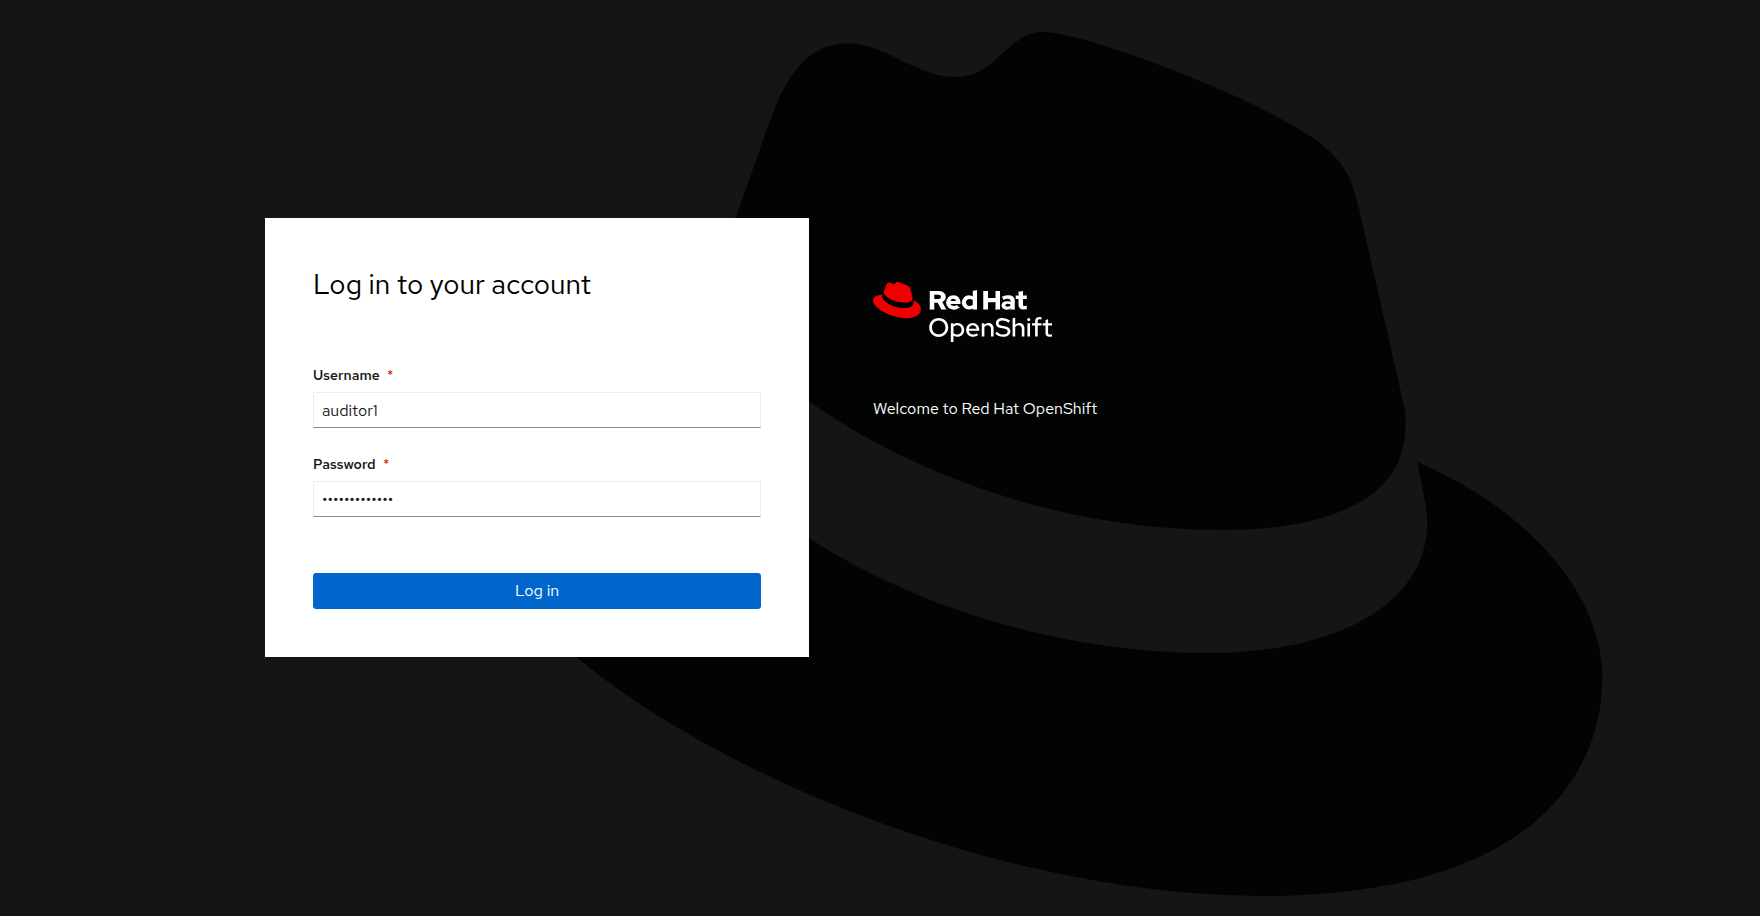 Log in to your account
Username *
auditor1
Password *
•••••••••••••
Log in
Red Hat
OpenShift
Welcome to Red Hat OpenShift